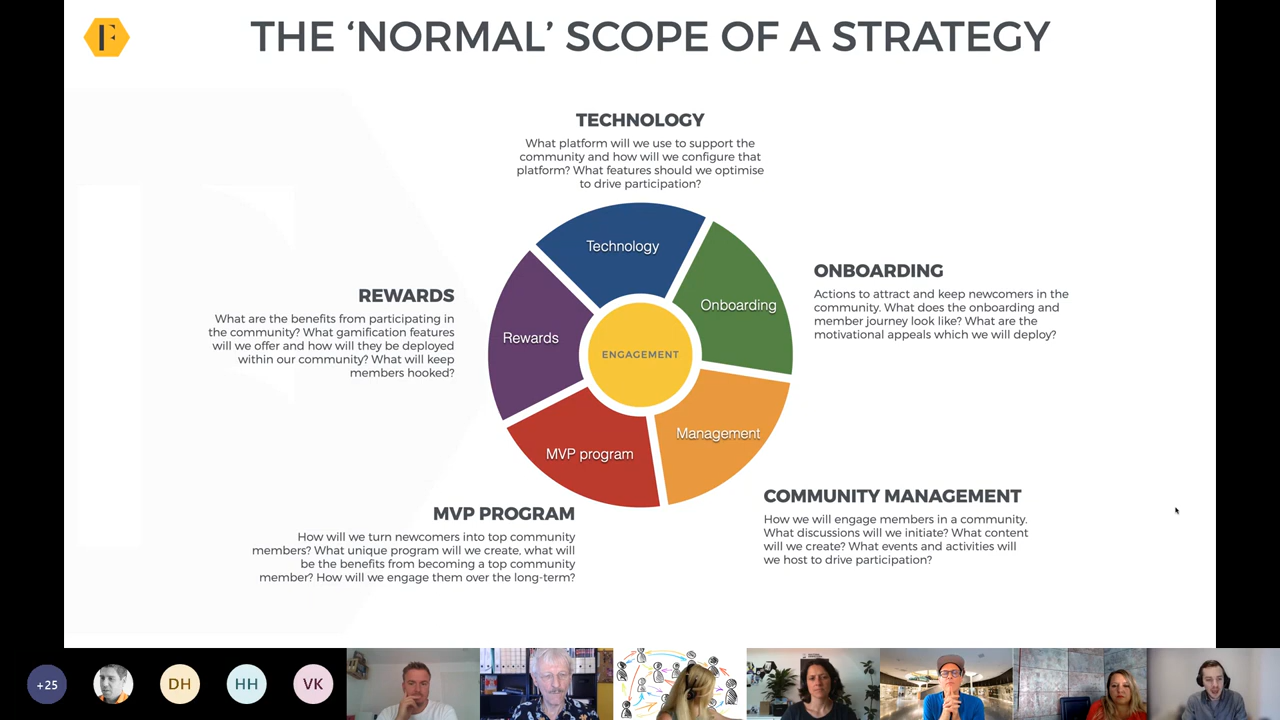 F
THE ‘NORMAL’ SCOPE OF A STRATEGY
TECHNOLOGY
What platform will we use to support the
community and how will we configure that
platform? What features should we optimise
to drive participation?
Technology
Onboarding
Management
MVP program
Rewards
ENGAGEMENT
ONBOARDING
Actions to attract and keep newcomers in the
community. What does the onboarding and
member journey look like? What are the
motivational appeals which we will deploy?
REWARDS
What are the benefits from participating in
the community? What gamification features
will we offer and how will they be deployed
within our community? What will keep
members hooked?
COMMUNITY MANAGEMENT
How we will engage members in a community.
What discussions will we initiate? What content
will we create? What events and activities will
we host to drive participation?
MVP PROGRAM
How will we turn newcomers into top community
members? What unique program will we create, what will
be the benefits from becoming a top community
member? How will we engage them over the long-term?
+25
DH
HH
VK